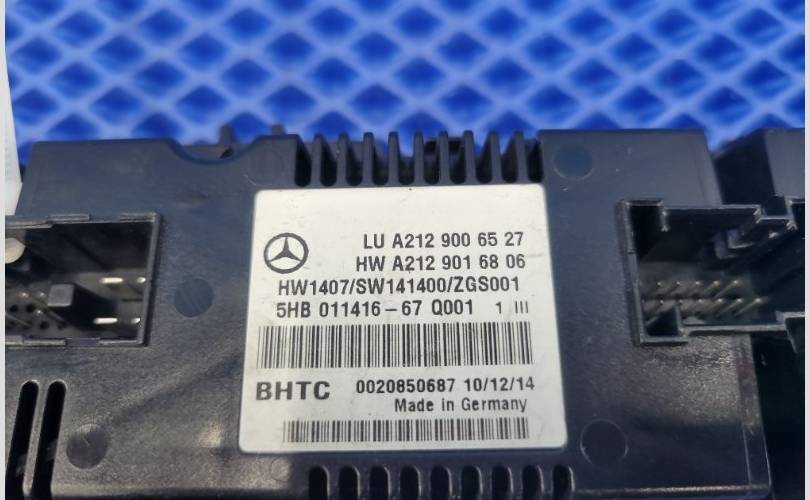 LU A212 900 65 27
HW A212 901 68 06
HW1407/SW141400/ZGS001
5HB 011416-67 Q001 1 III
BHTC 0020850687 10/12/14
Made in Germany